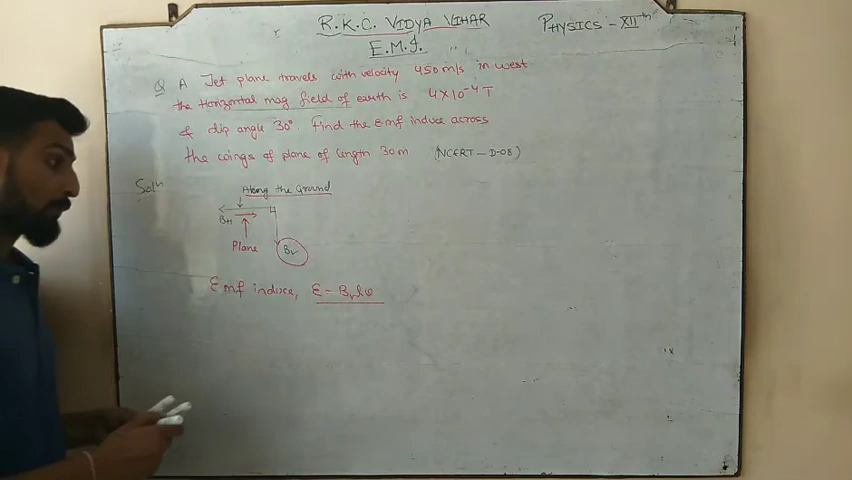 R.K.C. VIDYA VIHAR
PHYSICS - XIIth
E.M.I.
Q A Jet plane travels with velocity 450 m/s in west
the Horizontal mag field of earth is 4×10⁻⁴ T
& dip angle 30°. Find the Emf induce across
the wings of plane of length 30 m (NCERT - D-08)
Soln
Along the Ground
BH
Plane
Bv
Emf induce, ε = Bvlv